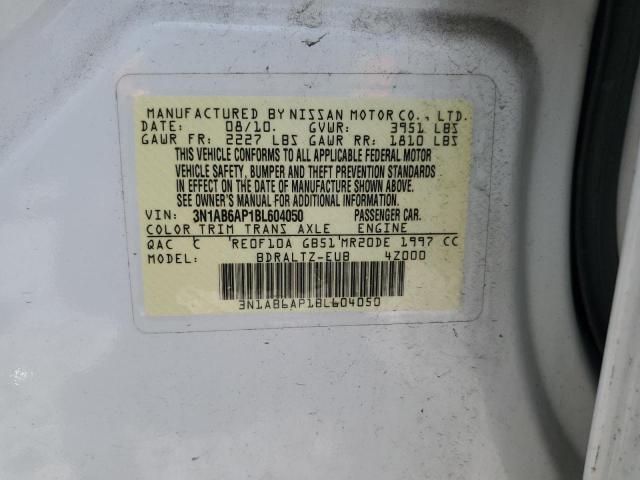 MANUFACTURED BY NISSAN MOTOR CO., LTD.
DATE: 08/10. GVWR: 3951 LBS
GAWR FR: 2227 LBS GAWR RR: 1810 LBS
THIS VEHICLE CONFORMS TO ALL APPLICABLE FEDERAL MOTOR
VEHICLE SAFETY, BUMPER AND THEFT PREVENTION STANDARDS
IN EFFECT ON THE DATE OF MANUFACTURE SHOWN ABOVE.
SEE OWNER'S MANUAL AND ADDITIONAL LABEL FOR MORE INFORMATION.
VIN: 3N1AB6AP1BL604050 PASSENGER CAR.
COLOR TRIM TRANS AXLE ENGINE
QAC C RE0F10A GB51 MR20DE 1997 CC
MODEL: BDRALTZ-EUB 4Z000
3N1AB6AP1BL604050